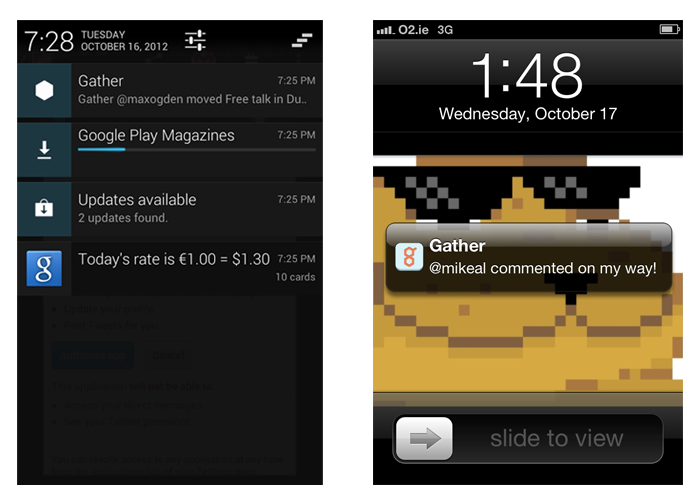 7:28
TUESDAY
OCTOBER 16, 2012
Gather
7:25 PM
Gather @maxogden moved Free talk in Du..
Google Play Magazines
7:25 PM
Updates available
7:25 PM
2 updates found.
g
Today's rate is €1.00 = $1.30
7:25 PM
10 cards
Cancel
O2.ie 3G
1:48
Wednesday, October 17
g
Gather
@mikeal commented on my way!
slide to view